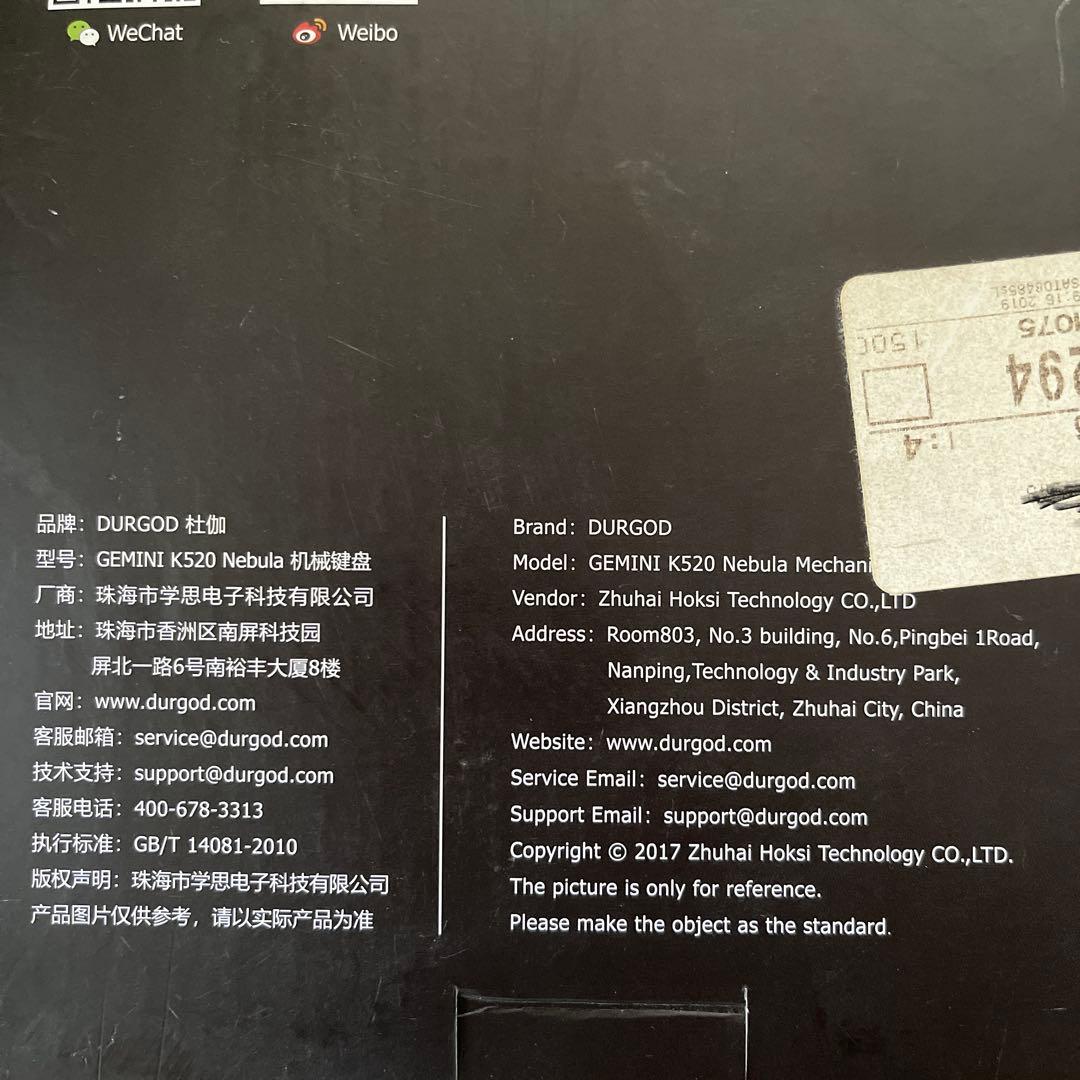 WeChat
Weibo
品牌：DURGOD 杜伽
型号：GEMINI K520 Nebula 机械键盘
厂商：珠海市学思电子科技有限公司
地址：珠海市香洲区南屏科技园
屏北一路6号南裕丰大厦8楼
官网：www.durgod.com
客服邮箱：service@durgod.com
技术支持：support@durgod.com
客服电话：400-678-3313
执行标准：GB/T 14081-2010
版权声明：珠海市学思电子科技有限公司
产品图片仅供参考，请以实际产品为准
Brand：DURGOD
Model：GEMINI K520 Nebula Mechani
Vendor：Zhuhai Hoksi Technology CO.,LTD
Address：Room803, No.3 building, No.6,Pingbei 1Road,
Nanping,Technology & Industry Park,
Xiangzhou District, Zhuhai City, China
Website：www.durgod.com
Service Email：service@durgod.com
Support Email：support@durgod.com
Copyright © 2017 Zhuhai Hoksi Technology CO.,LTD.
The picture is only for reference.
Please make the object as the standard.
294